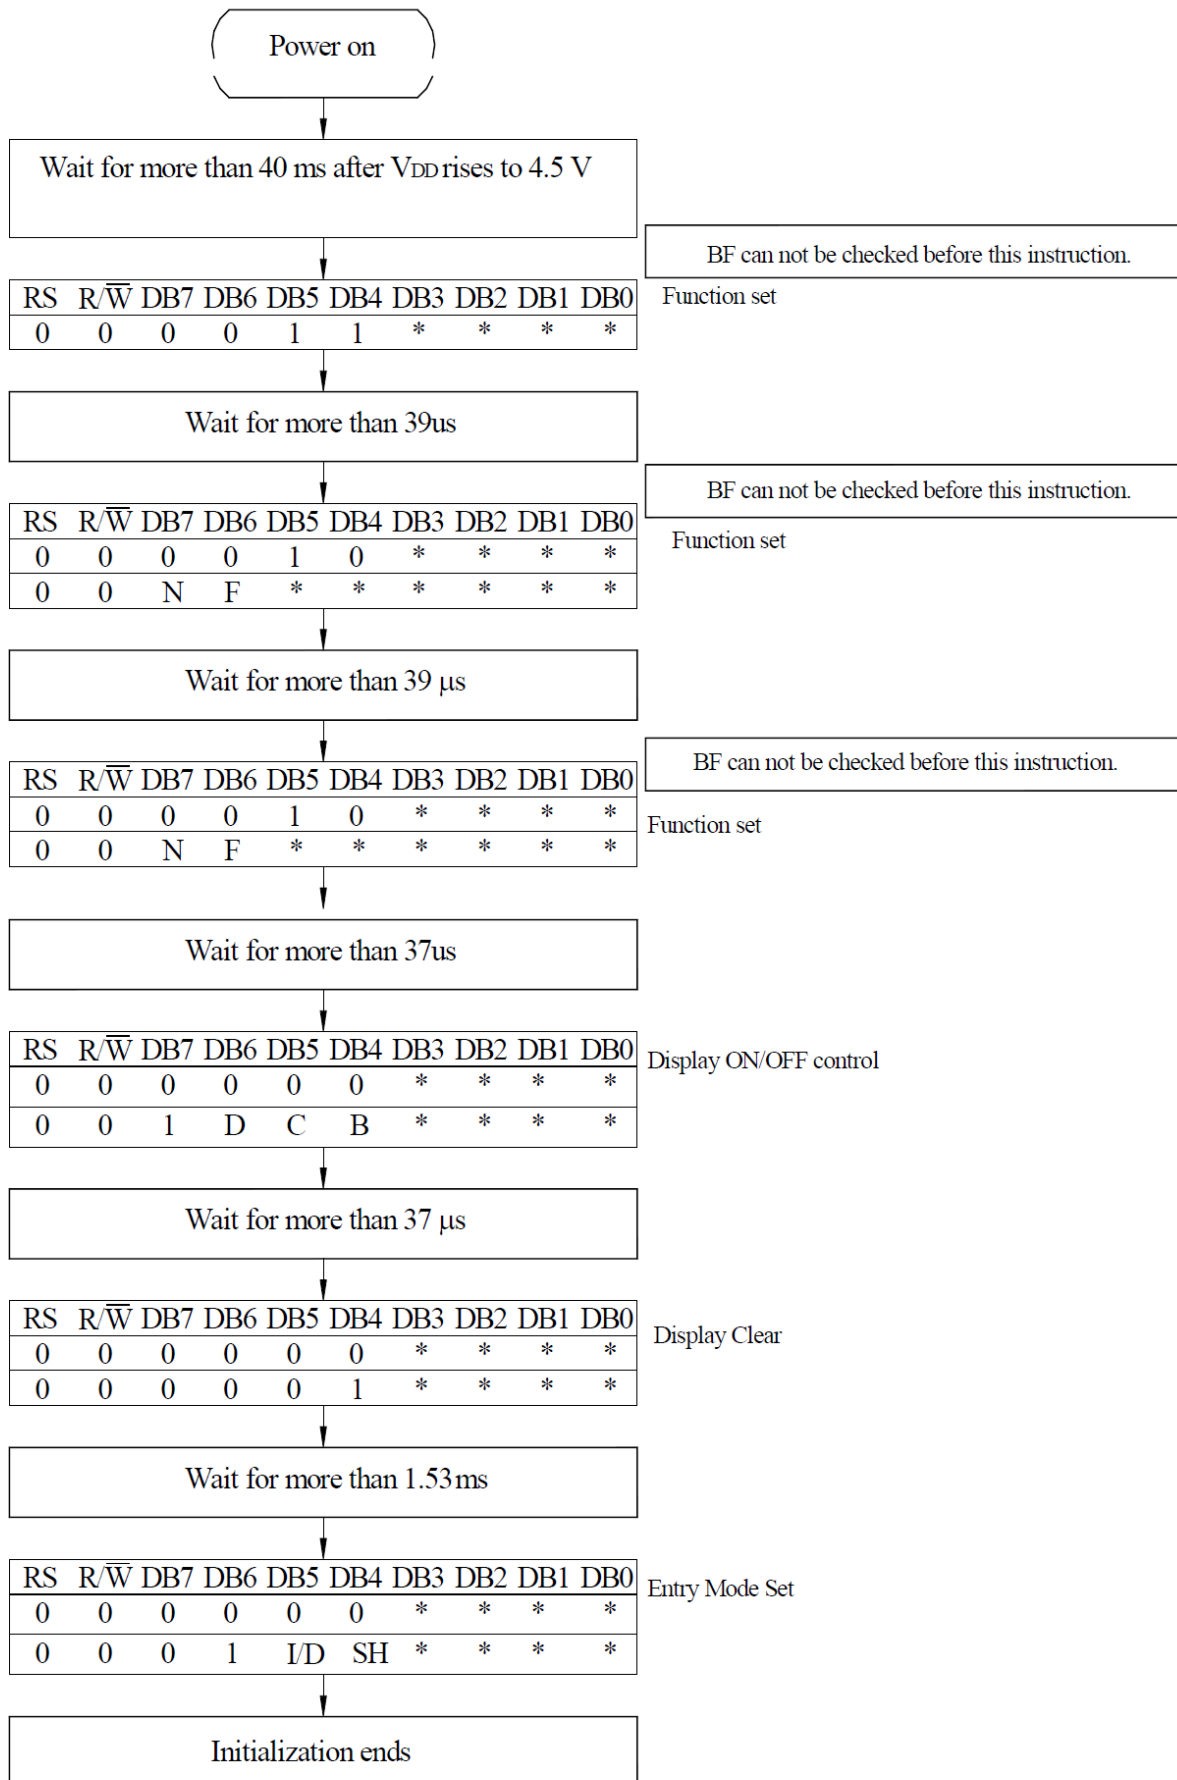 Power on
Wait for more than 40 ms after VDD rises to 4.5 V
BF can not be checked before this instruction.
RS R/W̅ DB7 DB6 DB5 DB4 DB3 DB2 DB1 DB0
Function set
0 0 0 0 1 1 * * * *
Wait for more than 39us
BF can not be checked before this instruction.
RS R/W̅ DB7 DB6 DB5 DB4 DB3 DB2 DB1 DB0
Function set
0 0 0 0 1 0 * * * *
0 0 N F * * * * * *
Wait for more than 39 μs
BF can not be checked before this instruction.
RS R/W̅ DB7 DB6 DB5 DB4 DB3 DB2 DB1 DB0
0 0 0 0 1 0 * * * *
Function set
0 0 N F * * * * * *
Wait for more than 37us
RS R/W̅ DB7 DB6 DB5 DB4 DB3 DB2 DB1 DB0
Display ON/OFF control
0 0 0 0 0 0 * * * *
0 0 1 D C B * * * *
Wait for more than 37 μs
RS R/W̅ DB7 DB6 DB5 DB4 DB3 DB2 DB1 DB0
Display Clear
0 0 0 0 0 0 * * * *
0 0 0 0 0 1 * * * *
Wait for more than 1.53ms
RS R/W̅ DB7 DB6 DB5 DB4 DB3 DB2 DB1 DB0
Entry Mode Set
0 0 0 0 0 0 * * * *
0 0 0 1 I/D SH * * * *
Initialization ends